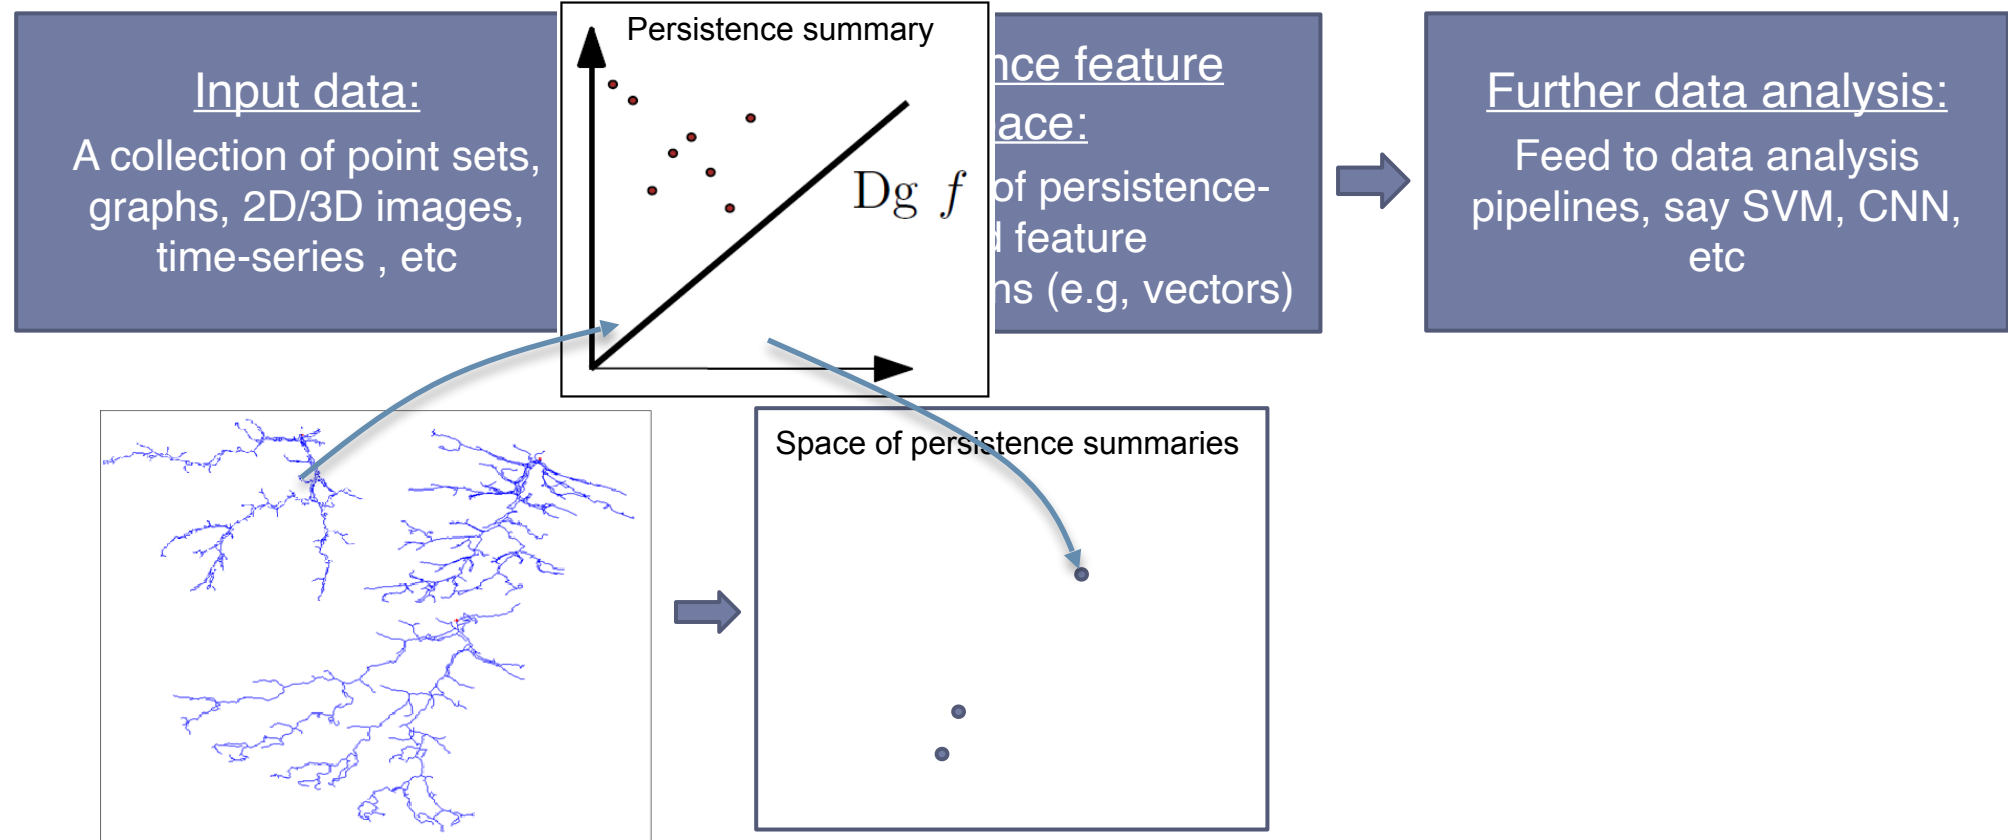 Input data:
A collection of point sets,
graphs, 2D/3D images,
time-series , etc
Persistence summary
Dg f
nce feature
ace:
of persistence-
d feature
ns (e.g, vectors)
Further data analysis:
Feed to data analysis
pipelines, say SVM, CNN,
etc
Space of persistence summaries